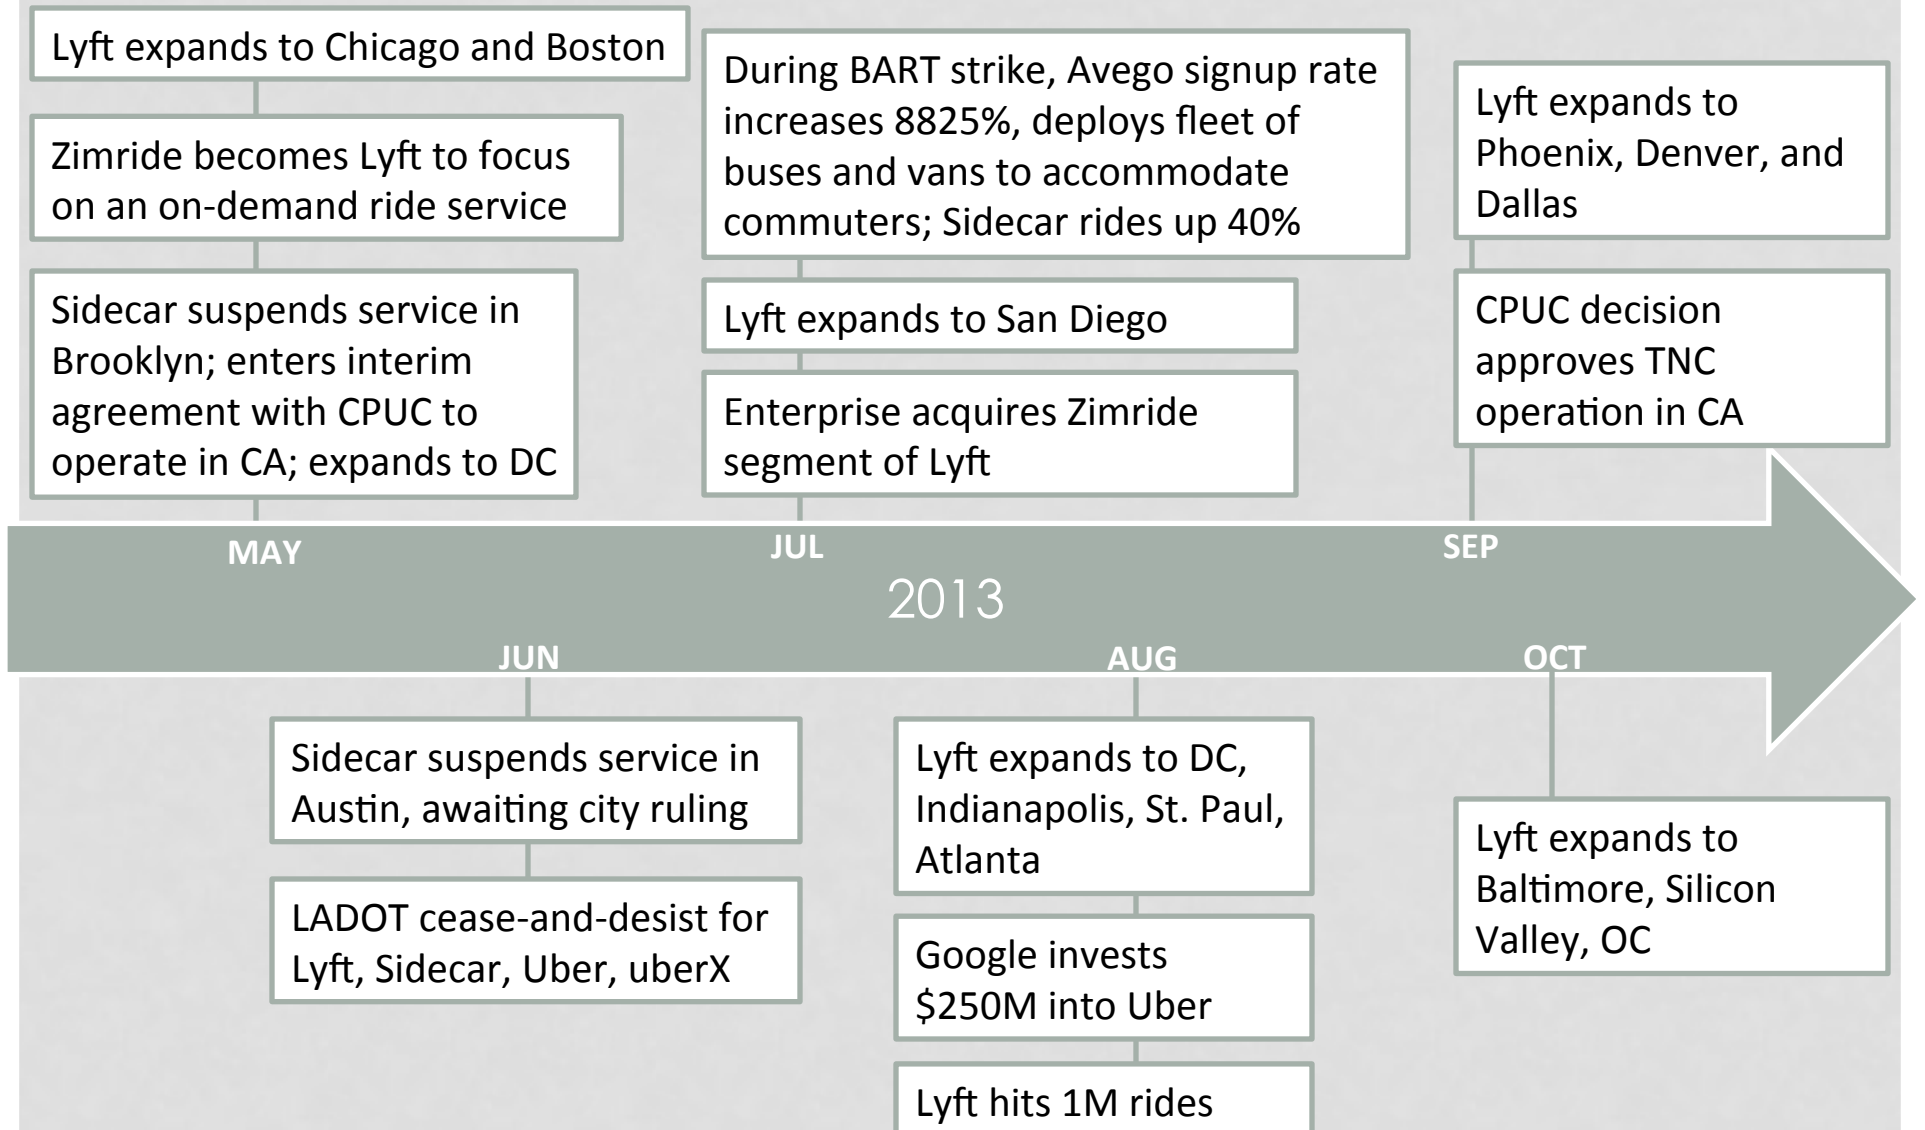 Lyft expands to Chicago and Boston
Zimride becomes Lyft to focus
on an on-demand ride service
Sidecar suspends service in
Brooklyn; enters interim
agreement with CPUC to
operate in CA; expands to DC
During BART strike, Avego signup rate
increases 8825%, deploys fleet of
buses and vans to accommodate
commuters; Sidecar rides up 40%
Lyft expands to San Diego
Enterprise acquires Zimride
segment of Lyft
Lyft expands to
Phoenix, Denver, and
Dallas
CPUC decision
approves TNC
operation in CA
MAY
JUL
SEP
2013
JUN
AUG
OCT
Sidecar suspends service in
Austin, awaiting city ruling
LADOT cease-and-desist for
Lyft, Sidecar, Uber, uberX
Lyft expands to DC,
Indianapolis, St. Paul,
Atlanta
Google invests
$250M into Uber
Lyft hits 1M rides
Lyft expands to
Baltimore, Silicon
Valley, OC